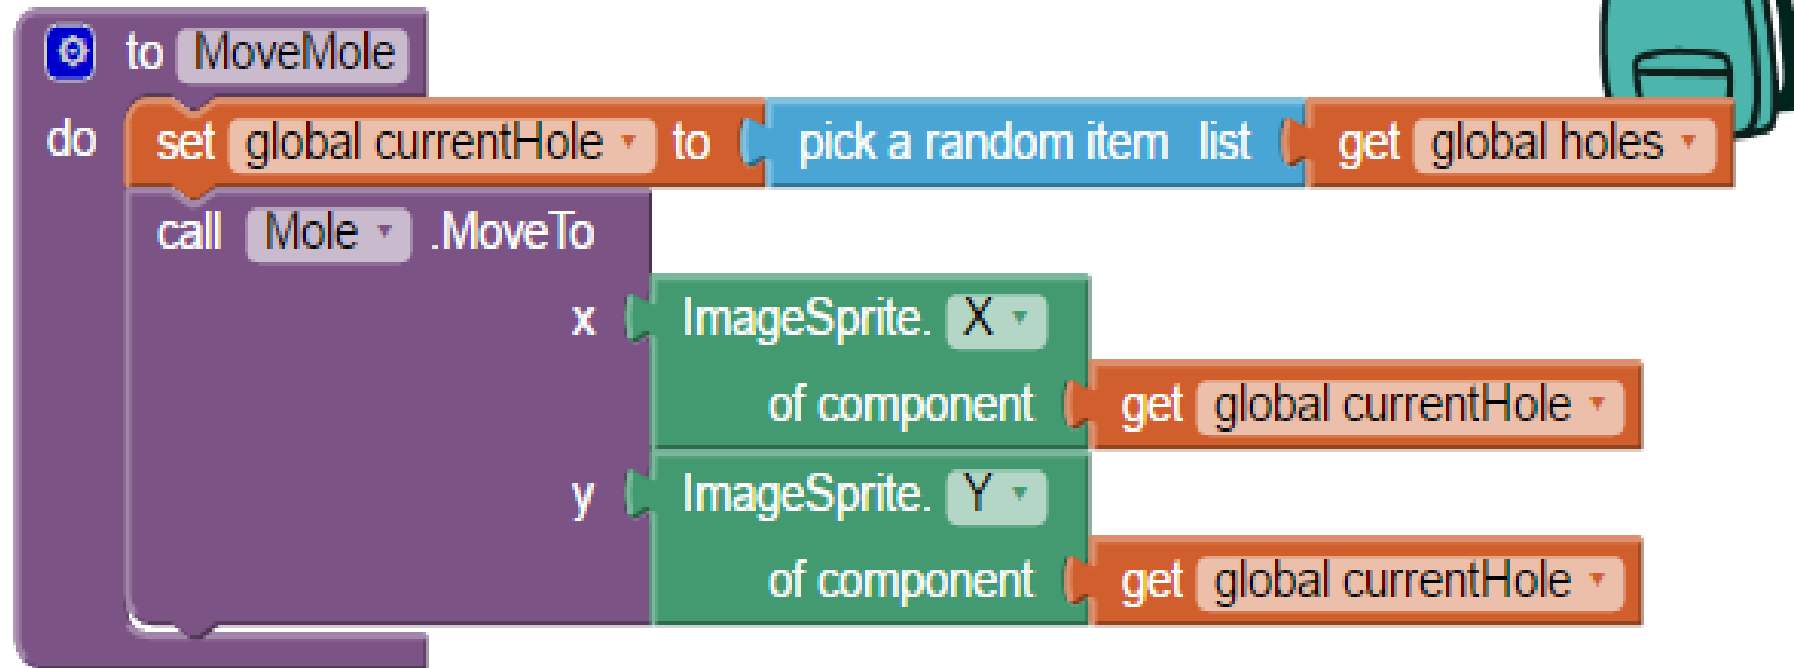 to MoveMole
do set global currentHole to pick a random item list get global holes
call Mole .MoveTo
x ImageSprite. X
of component get global currentHole
y ImageSprite. Y
of component get global currentHole